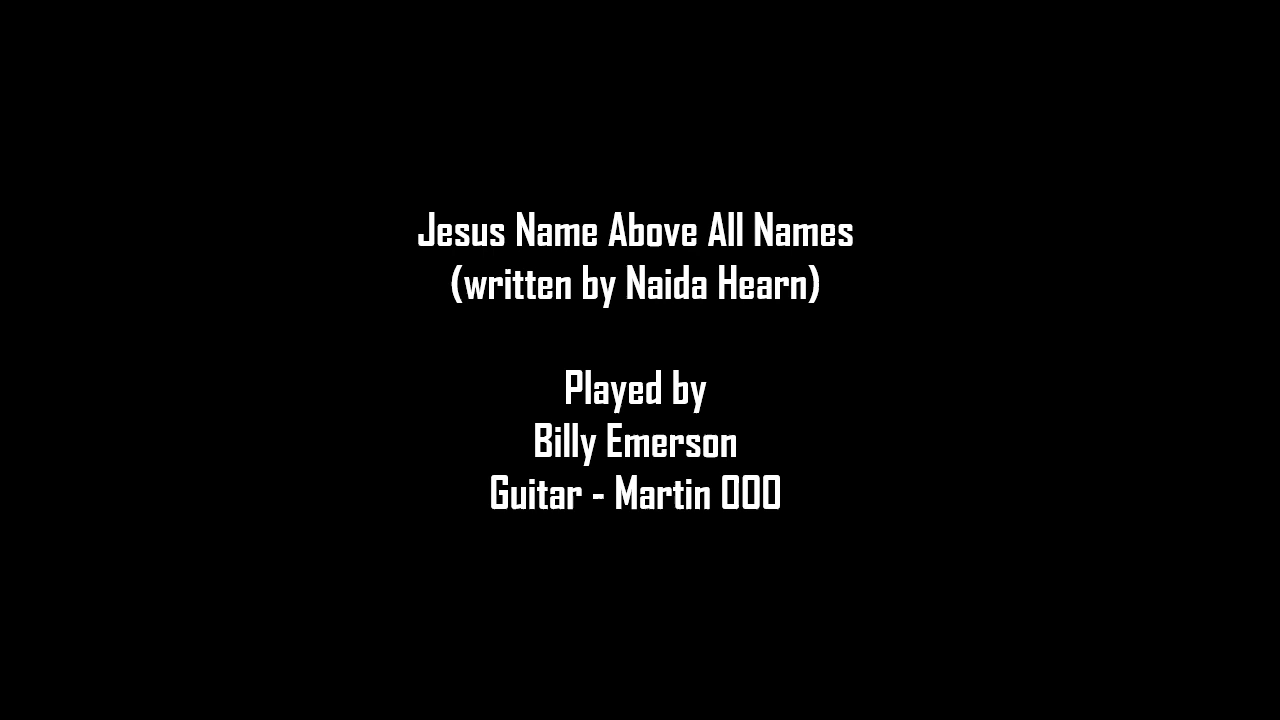 Jesus Name Above All Names
(written by Naida Hearn)
Played by
Billy Emerson
Guitar - Martin 000